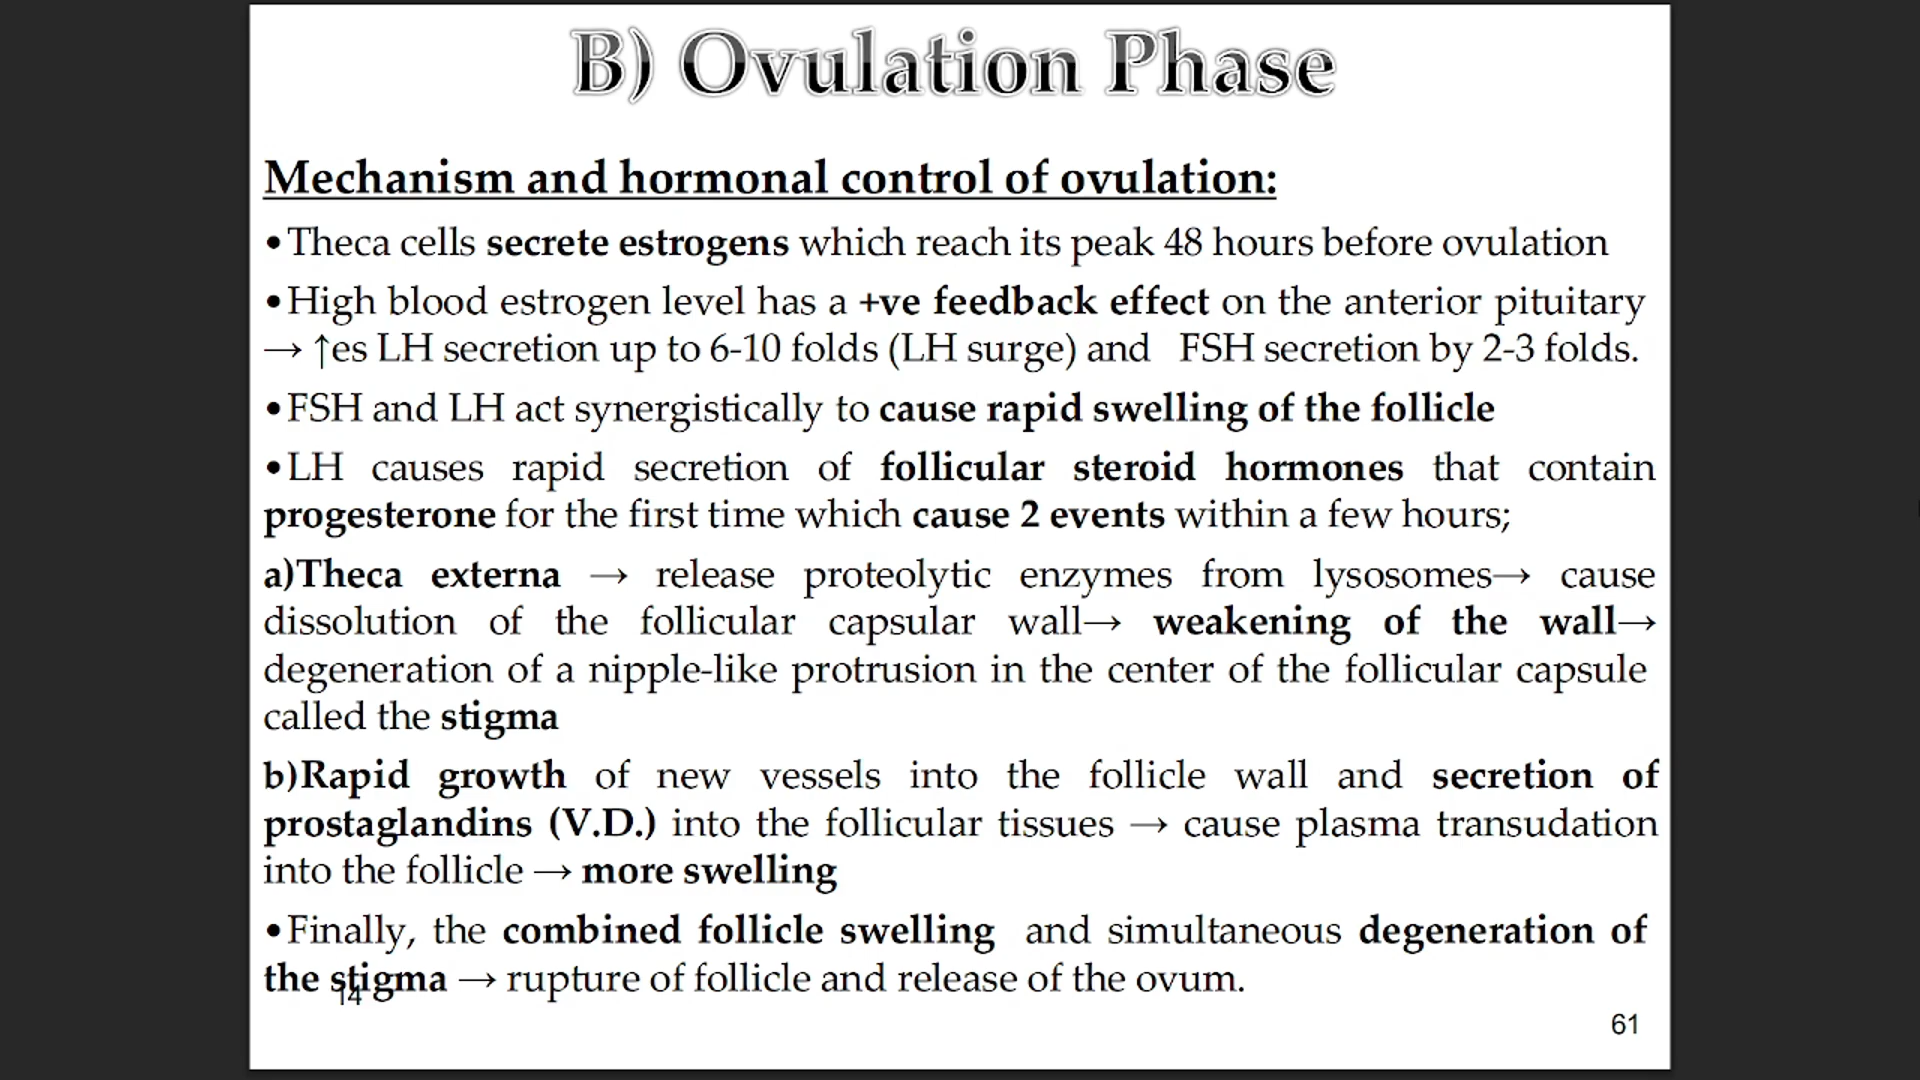 B) Ovulation Phase
Mechanism and hormonal control of ovulation:
•Theca cells secrete estrogens which reach its peak 48 hours before ovulation
•High blood estrogen level has a +ve feedback effect on the anterior pituitary
→ ↑es LH secretion up to 6-10 folds (LH surge) and FSH secretion by 2-3 folds.
•FSH and LH act synergistically to cause rapid swelling of the follicle
•LH causes rapid secretion of follicular steroid hormones that contain
progesterone for the first time which cause 2 events within a few hours;
a)Theca externa → release proteolytic enzymes from lysosomes→ cause
dissolution of the follicular capsular wall→ weakening of the wall→
degeneration of a nipple-like protrusion in the center of the follicular capsule
called the stigma
b)Rapid growth of new vessels into the follicle wall and secretion of
prostaglandins (V.D.) into the follicular tissues → cause plasma transudation
into the follicle → more swelling
•Finally, the combined follicle swelling and simultaneous degeneration of
the stigma → rupture of follicle and release of the ovum.
14
61